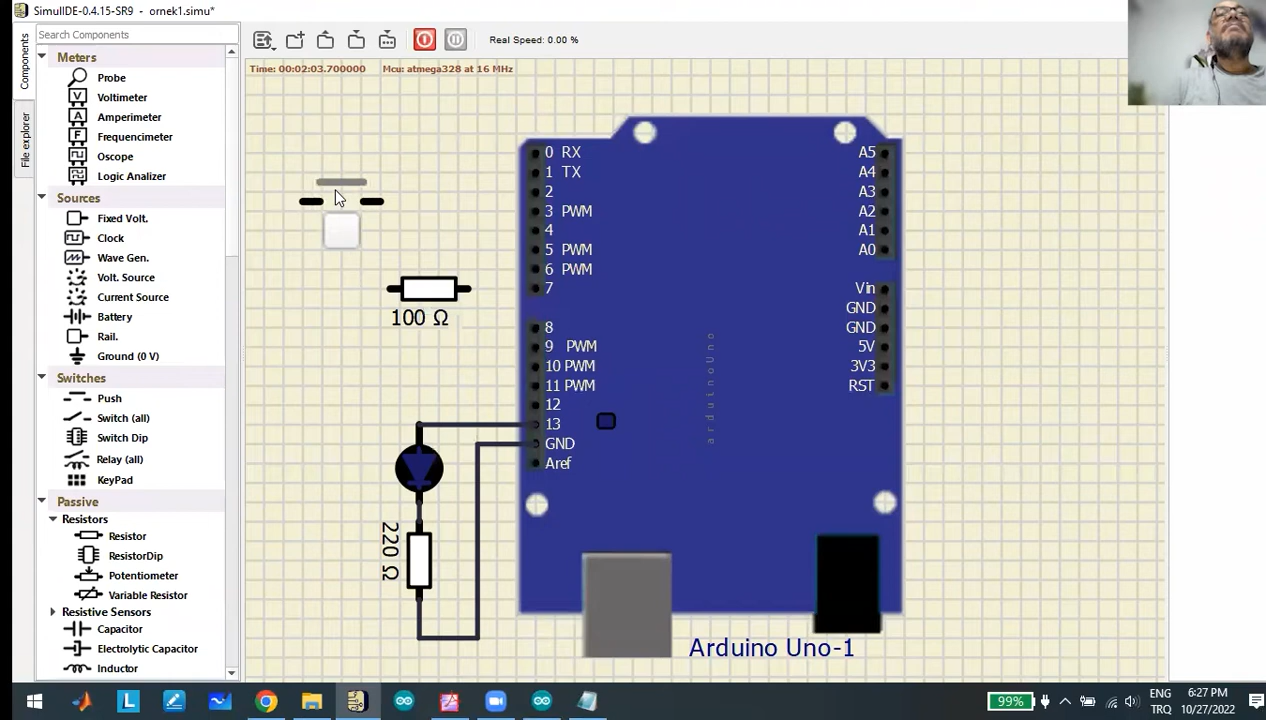 SimulIDE-0.4.15-SR9 - ornek1.simu*
Components
File explorer
Search Components
Meters
Probe
Voltimeter
Amperimeter
Frequencimeter
Oscope
Logic Analizer
Sources
Fixed Volt.
Clock
Wave Gen.
Volt. Source
Current Source
Battery
Rail.
Ground (0 V)
Switches
Push
Switch (all)
Switch Dip
Relay (all)
KeyPad
Passive
Resistors
Resistor
ResistorDip
Potentiometer
Variable Resistor
Resistive Sensors
Capacitor
Electrolytic Capacitor
Inductor
Real Speed: 0.00 %
Time: 00:02:03.700000 Mcu: atmega328 at 16 MHz
100 Ω
220 Ω
0 RX
1 TX
2
3 PWM
4
5 PWM
6 PWM
7
8
9 PWM
10 PWM
11 PWM
12
13
GND
Aref
arduinoUno
A5
A4
A3
A2
A1
A0
Vin
GND
GND
5V
3V3
RST
Arduino Uno-1
99%
ENG
TRQ
6:27 PM
10/27/2022